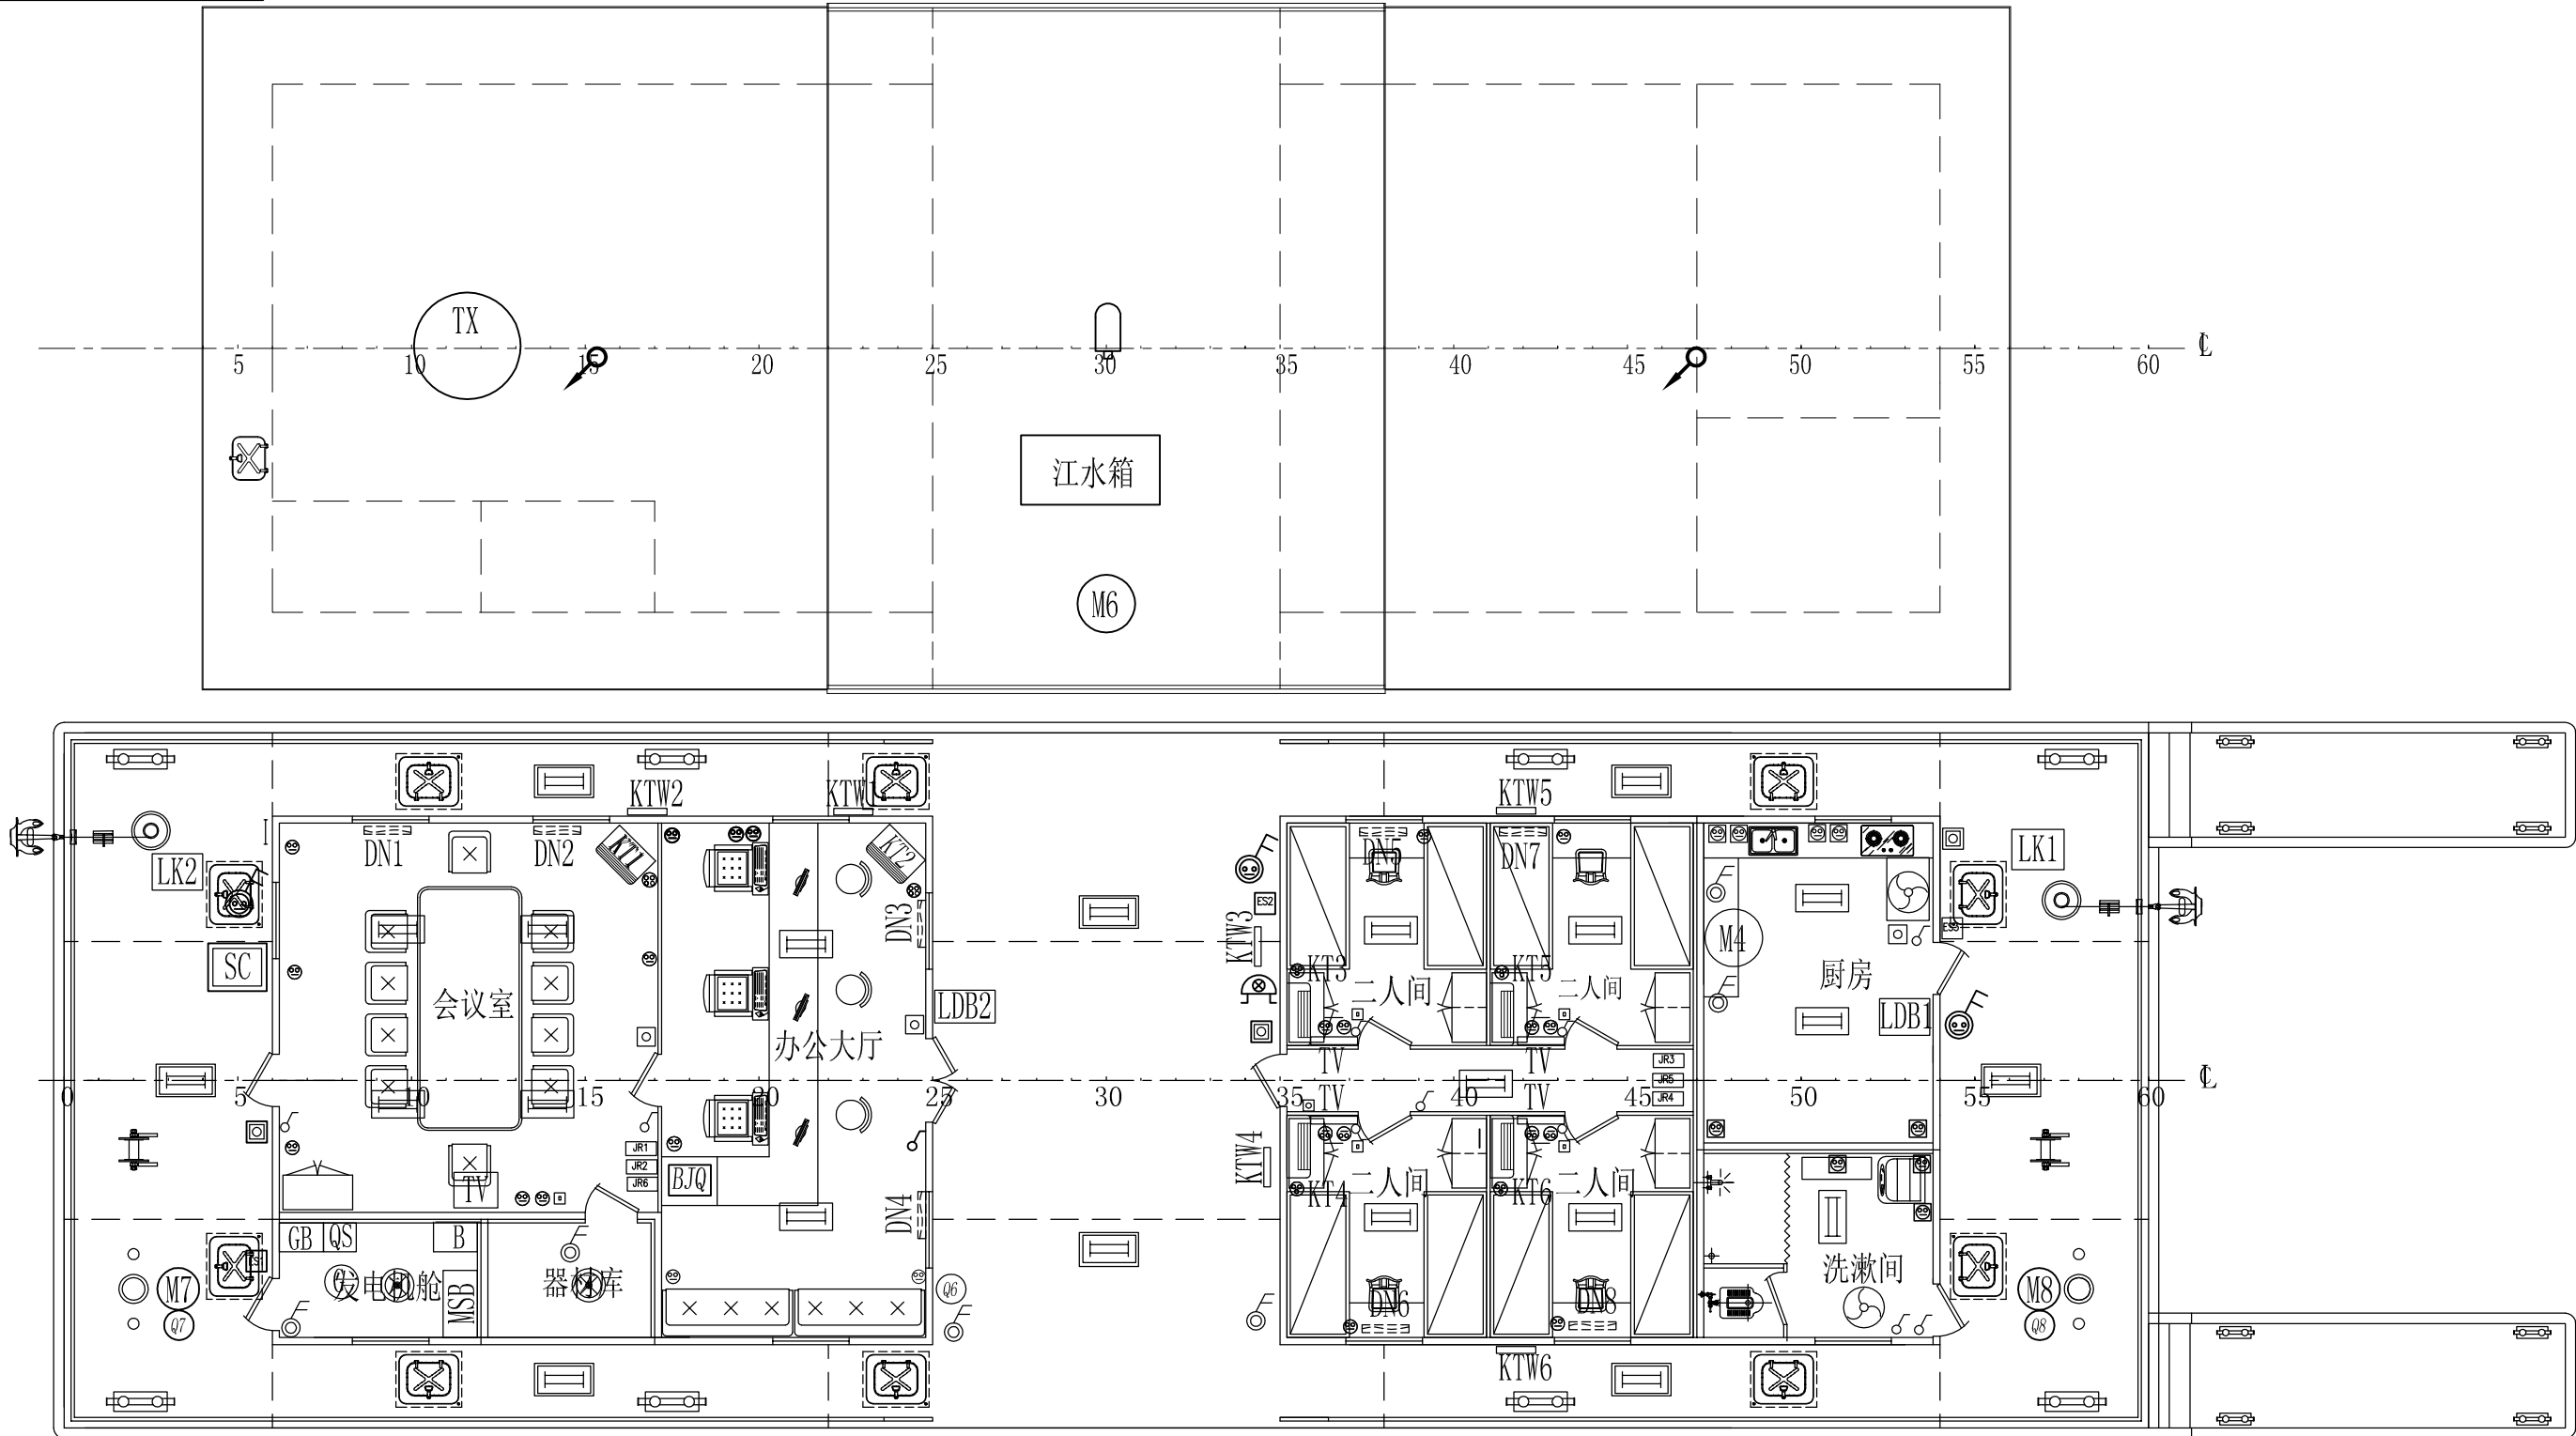 TX
5 10 15 20 25 30 35 40 45 50 55 60 ℄
江水箱
M6
KTW2 KTW1 KTW5
DN1 DN2 KT1 KT2 DN5 DN7 LK1
LK2
ES2 DN3 KTW3 M4 ES3
SC KT3 KT5 厨房
会议室 LDB2 二人间 二人间 LDB1
办公大厅
TV TV JR3
0 5 10 15 20 25 30 35 40 45 50 55 60 ℄
JR5
TV TV JR4
JR1
JR2
JR6
TV BJQ KTW4 KT4 二人间 KT6 二人间
DN4
GB QS B
ES1
发电机舱 器材库 洗漱间
M7 MSB Q6 DN6 DN8 M8
Q7 Q8
KTW6